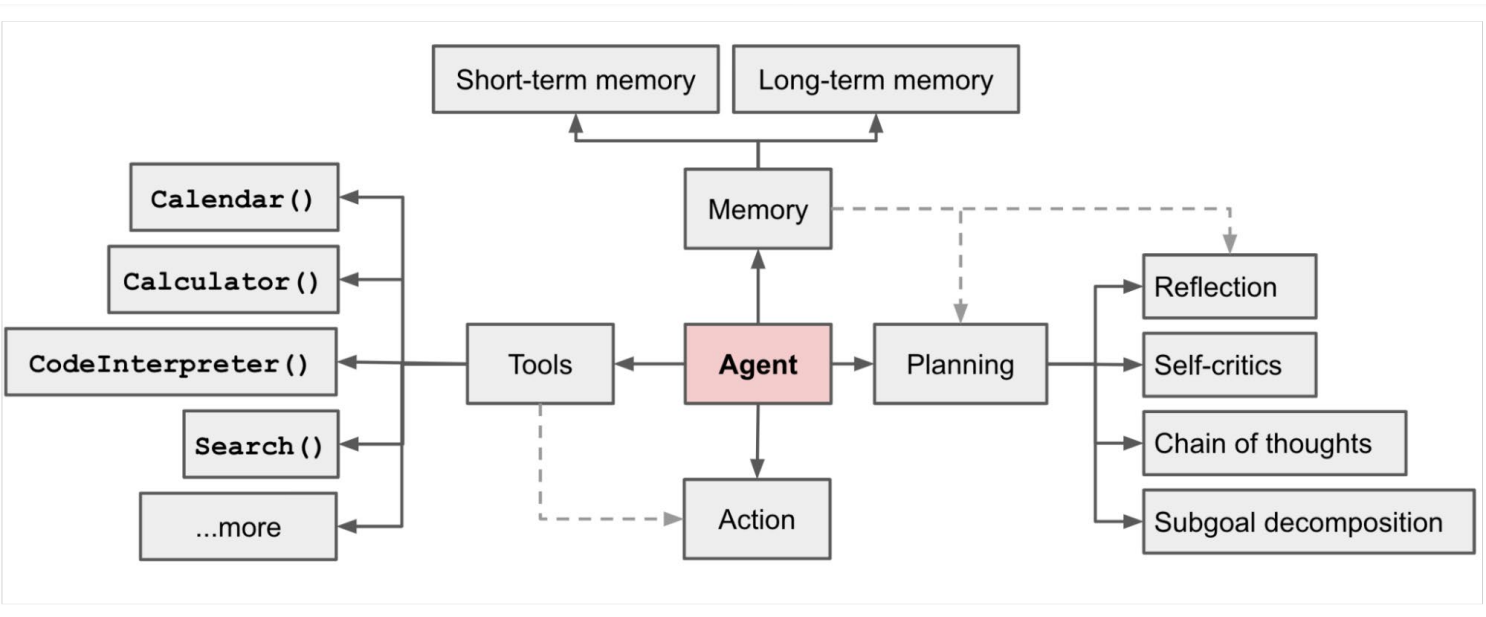 Short-term memory
Long-term memory
Calendar()
Memory
Calculator()
Reflection
CodeInterpreter()
Tools
Agent
Planning
Self-critics
Search()
Chain of thoughts
...more
Action
Subgoal decomposition